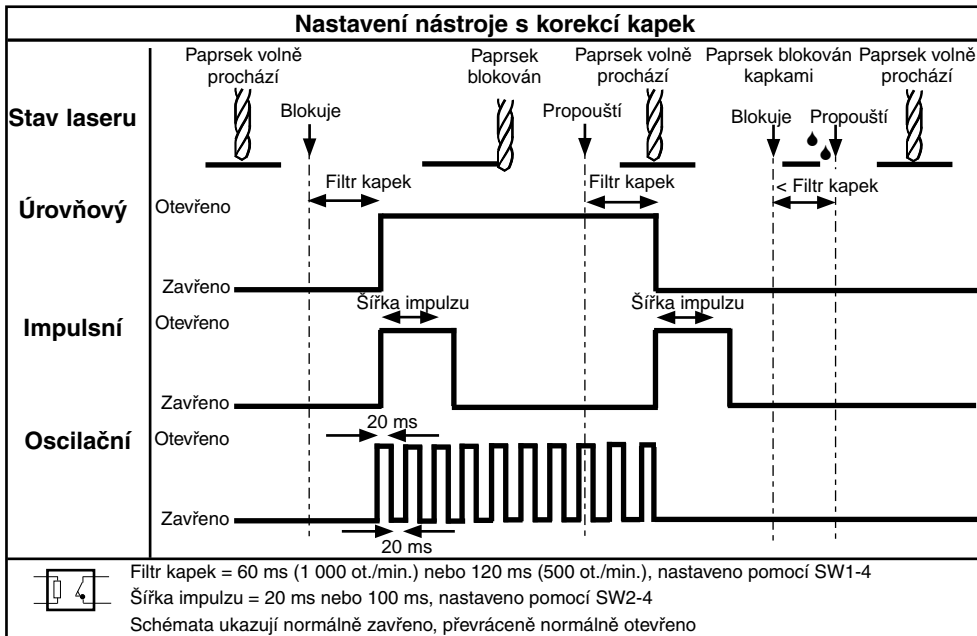 Nastavení nástroje s korekcí kapek
Paprsek volně
prochází
Paprsek
blokován
Paprsek volně
prochází
Paprsek blokován
kapkami
Paprsek volně
prochází
Stav laseru
Blokuje
Propouští
Blokuje
Propouští
Filtr kapek
Filtr kapek
< Filtr kapek
Úrovňový
Otevřeno
Zavřeno
Šířka impulzu
Šířka impulzu
Impulsní
Otevřeno
Zavřeno
20 ms
Oscilační
Otevřeno
Zavřeno
20 ms
Filtr kapek = 60 ms (1 000 ot./min.) nebo 120 ms (500 ot./min.), nastaveno pomocí SW1-4
Šířka impulzu = 20 ms nebo 100 ms, nastaveno pomocí SW2-4
Schémata ukazují normálně zavřeno, převráceně normálně otevřeno